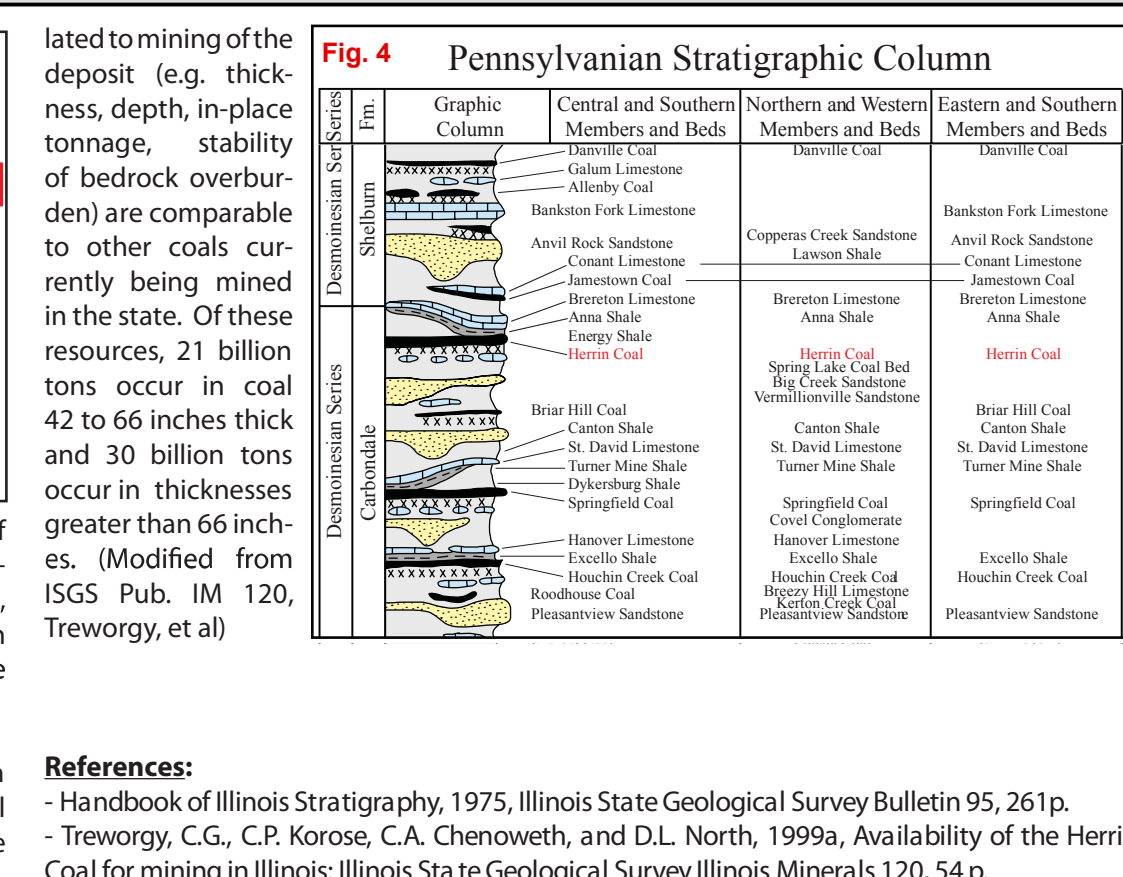 lated to mining of the
deposit (e.g. thick-
ness, depth, in-place
tonnage, stability
of bedrock overbur-
den) are comparable
to other coals cur-
rently being mined
in the state. Of these
resources, 21 billion
tons occur in coal
42 to 66 inches thick
and 30 billion tons
occur in thicknesses
greater than 66 inch-
es. (Modified from
ISGS Pub. IM 120,
Treworgy, et al)
Fig. 4
Pennsylvanian Stratigraphic Column
Series
Fm.
Graphic
Column
Central and Southern
Members and Beds
Northern and Western
Members and Beds
Eastern and Southern
Members and Beds
Desmoinesian Ser
Shelburn
Desmoinesian Series
Carbondale
Danville Coal
Galum Limestone
Allenby Coal
Bankston Fork Limestone
Anvil Rock Sandstone
Conant Limestone
Jamestown Coal
Brereton Limestone
Anna Shale
Energy Shale
Herrin Coal
Briar Hill Coal
Canton Shale
St. David Limestone
Turner Mine Shale
Dykersburg Shale
Springfield Coal
Hanover Limestone
Excello Shale
Houchin Creek Coal
Roodhouse Coal
Pleasantview Sandstone
Danville Coal
Copperas Creek Sandstone
Lawson Shale
Brereton Limestone
Anna Shale
Herrin Coal
Spring Lake Coal Bed
Big Creek Sandstone
Vermillionville Sandstone
Canton Shale
St. David Limestone
Turner Mine Shale
Springfield Coal
Covel Conglomerate
Hanover Limestone
Excello Shale
Houchin Creek Coal
Breezy Hill Limestone
Kerton Creek Coal
Pleasantview Sandstone
Danville Coal
Bankston Fork Limestone
Anvil Rock Sandstone
Conant Limestone
Jamestown Coal
Brereton Limestone
Anna Shale
Herrin Coal
Briar Hill Coal
Canton Shale
St. David Limestone
Turner Mine Shale
Springfield Coal
Excello Shale
Houchin Creek Coal
Pleasantview Sandstone
References:
- Handbook of Illinois Stratigraphy, 1975, Illinois State Geological Survey Bulletin 95, 261p.
- Treworgy, C.G., C.P. Korose, C.A. Chenoweth, and D.L. North, 1999a, Availability of the Herri
Coal for mining in Illinois: Illinois State Geological Survey Illinois Minerals 120, 54 p.